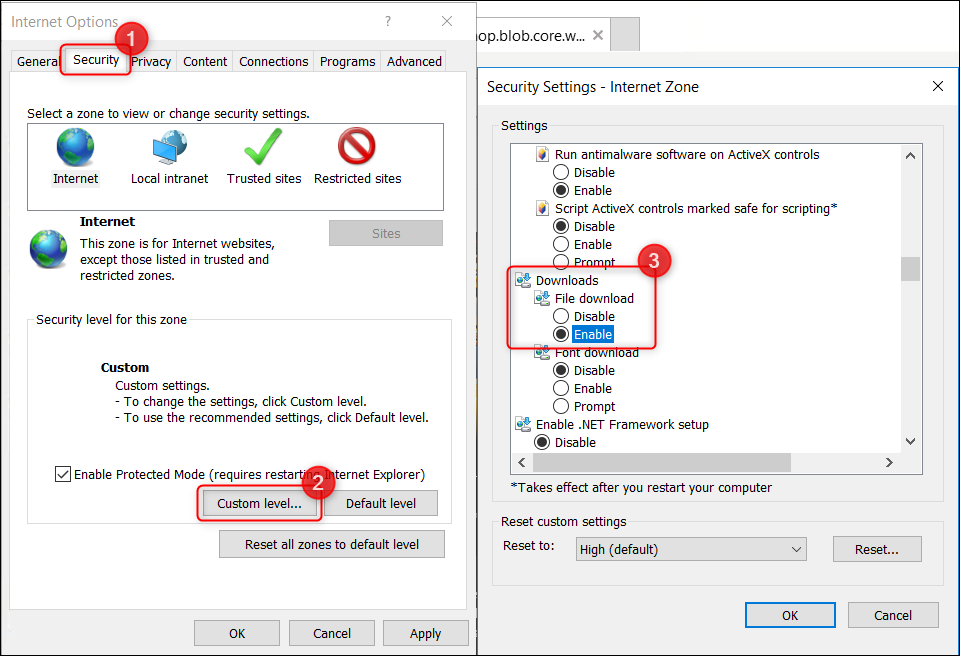 Internet Options
?
1
General
Security
Privacy
Content
Connections
Programs
Advanced
Select a zone to view or change security settings.
Internet
Local intranet
Trusted sites
Restricted sites
Internet
This zone is for Internet websites,
except those listed in trusted and
restricted zones.
Sites
Security level for this zone
Custom
Custom settings.
- To change the settings, click Custom level.
- To use the recommended settings, click Default level.
Enable Protected Mode (requires restarting Internet Explorer)
2
Custom level...
Default level
Reset all zones to default level
OK
Cancel
Apply
hop.blob.core.w...
Security Settings - Internet Zone
Settings
Run antimalware software on ActiveX controls
Disable
Enable
Script ActiveX controls marked safe for scripting*
Disable
Enable
Prompt
3
Downloads
File download
Disable
Enable
Font download
Disable
Enable
Prompt
Enable .NET Framework setup
Disable
*Takes effect after you restart your computer
Reset custom settings
Reset to:
High (default)
Reset...
OK
Cancel